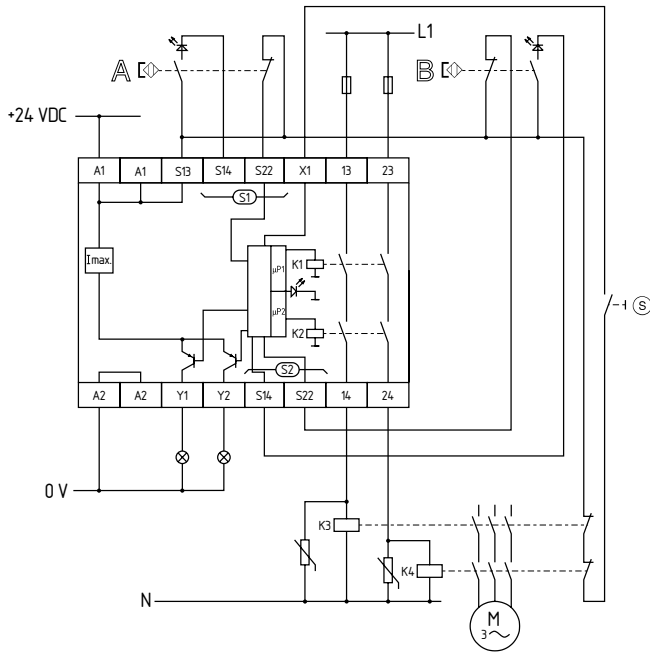 L1
A
B
+24 VDC
A1 A1 S13 S14 S22 X1 13 23
S1
Imax.
µP1
K1
S
µP2
K2
S2
A2 A2 Y1 Y2 S14 S22 14 24
0 V
K3
K4
N
M
3~